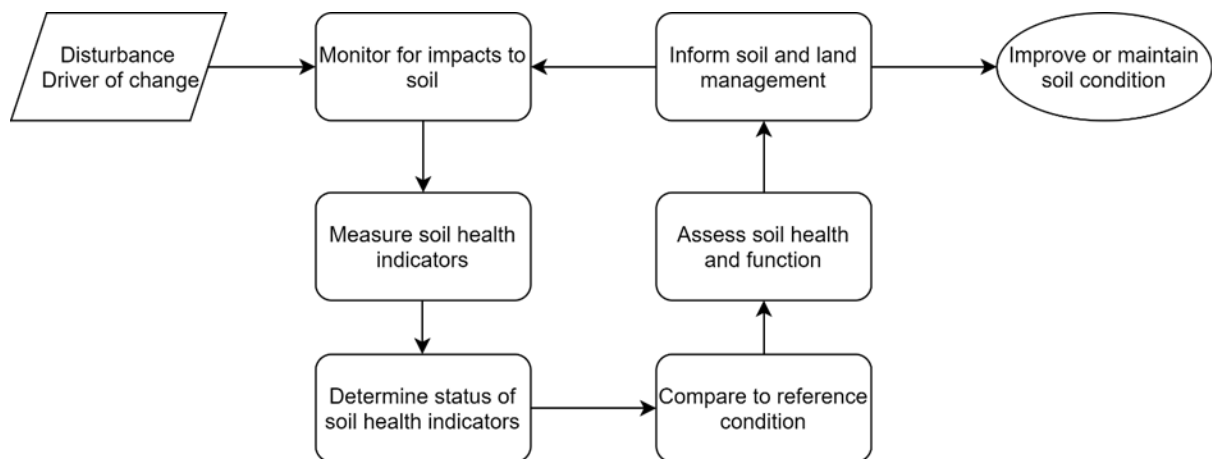 Disturbance
Driver of change
Monitor for impacts to
soil
Inform soil and land
management
Improve or maintain
soil condition
Measure soil health
indicators
Assess soil health
and function
Determine status of
soil health indicators
Compare to reference
condition